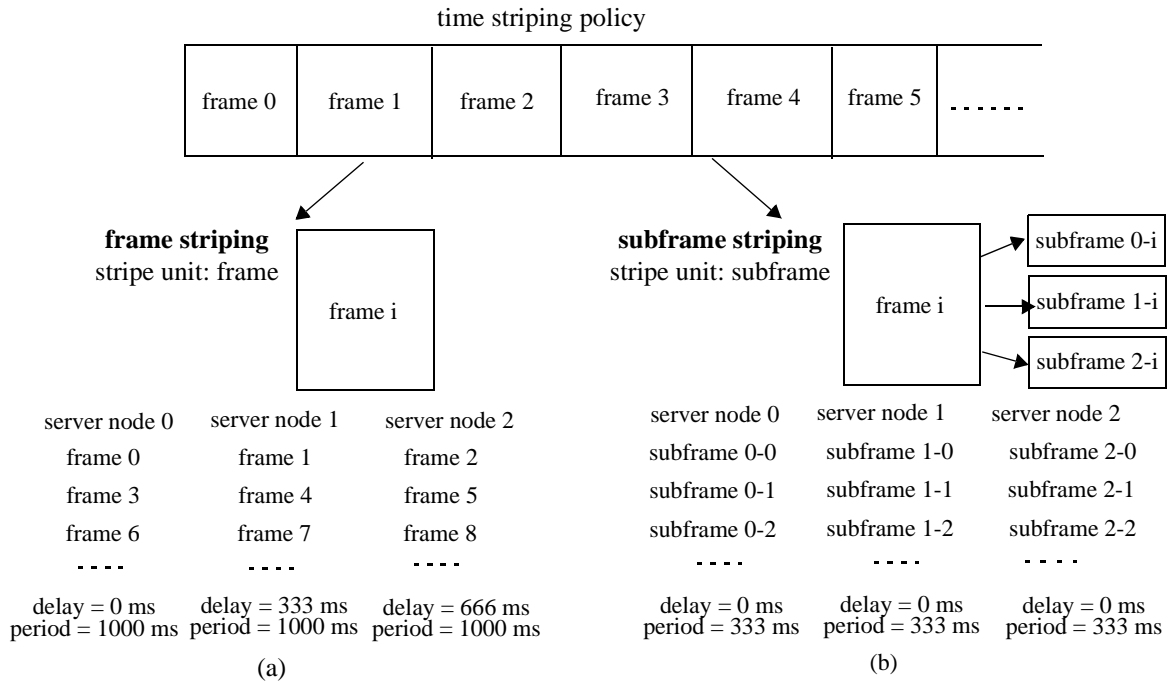 time striping policy
frame 0 frame 1 frame 2 frame 3 frame 4 frame 5 .......
frame striping
stripe unit: frame
frame i
server node 0 server node 1 server node 2
frame 0 frame 1 frame 2
frame 3 frame 4 frame 5
frame 6 frame 7 frame 8
.... .... ....
delay = 0 ms delay = 333 ms delay = 666 ms
period = 1000 ms period = 1000 ms period = 1000 ms
(a)
subframe striping
stripe unit: subframe
frame i
subframe 0-i
subframe 1-i
subframe 2-i
server node 0 server node 1 server node 2
subframe 0-0 subframe 1-0 subframe 2-0
subframe 0-1 subframe 1-1 subframe 2-1
subframe 0-2 subframe 1-2 subframe 2-2
.... .... ....
delay = 0 ms delay = 0 ms delay = 0 ms
period = 333 ms period = 333 ms period = 333 ms
(b)